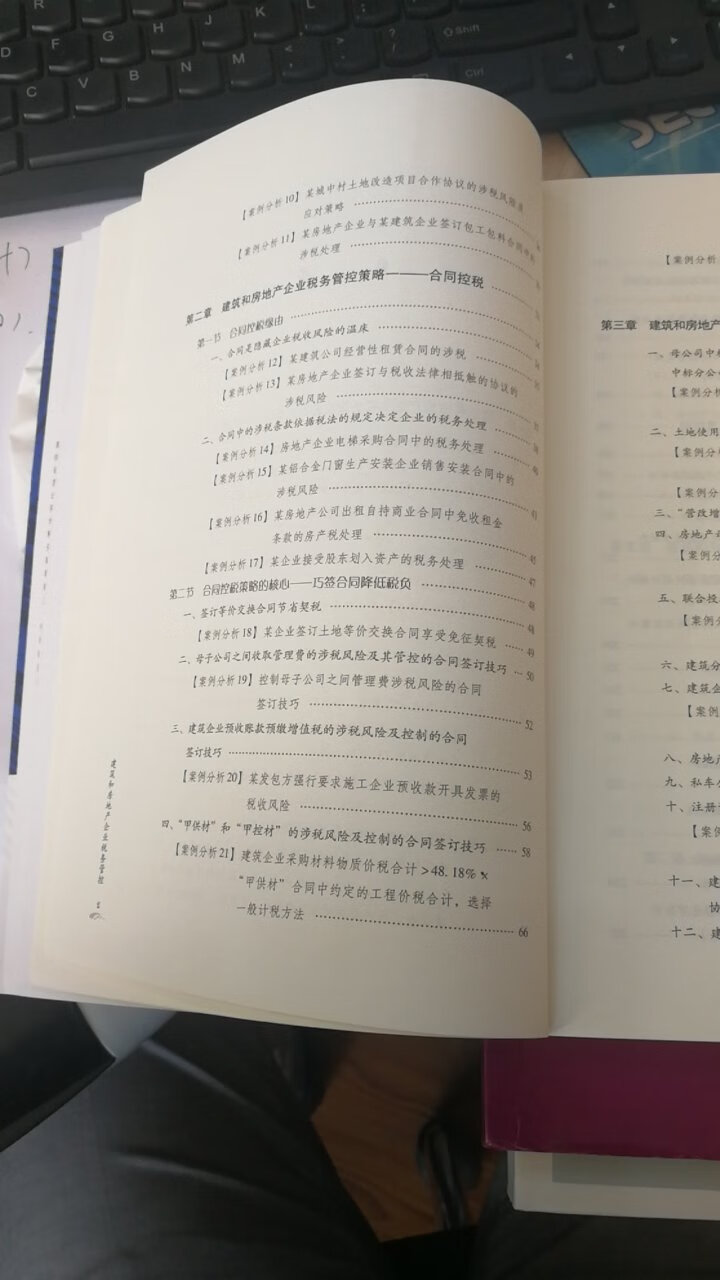 【案例分析10】某城中村土地改造项目合作协议的涉税风险及
应对策略
【案例分析11】某房地产企业与某建筑企业签订包工包料合同中的
涉税处理
第二章 建筑和房地产企业税务管控策略———合同控税
第一节 合同控税缘由
一、合同是隐藏企业税收风险的温床
【案例分析12】某建筑公司经营性租赁合同的涉税
【案例分析13】某房地产企业签订与税收法律相抵触的协议的
涉税风险
二、合同中的涉税条款依据税法的规定决定企业的税务处理
【案例分析14】房地产企业电梯采购合同中的税务处理
【案例分析15】某铝合金门窗生产安装企业销售安装合同中的
涉税风险
【案例分析16】某房地产公司出租自持商业合同中免收租金
条款的房产税处理 45
【案例分析17】某企业接受股东划入资产的税务处理 47
第二节 合同控税策略的核心——巧签合同降低税负 48
一、签订等价交换合同节省契税 48
【案例分析18】某企业签订土地等价交换合同享受免征契税 49
二、母子公司之间收取管理费的涉税风险及其管控的合同签订技巧 50
【案例分析19】控制母子公司之间管理费涉税风险的合同
签订技巧 52
三、建筑企业预收账款预缴增值税的涉税风险及控制的合同
签订技巧 53
【案例分析20】某发包方强行要求施工企业预收款开具发票的
税收风险 56
四、“甲供材”和“甲控材”的涉税风险及控制的合同签订技巧 58
【案例分析21】建筑企业采购材料物质价税合计>48.18%×
“甲供材”合同中约定的工程价税合计，选择
一般计税方法 66
建筑和房地产企业税务管控
【案例分析
第三章 建筑和房地产
一、母公司中标
中标分公
【案例分析
二、土地使用
【案例分
【案例分
三、“营改增
四、房地产
【案例分
五、联合投
【案例分
六、建筑分
七、建筑企
【案例
八、房地产
九、私车
十、注册
【案例
十一、建
协
十二、建
Shift
Ctrl